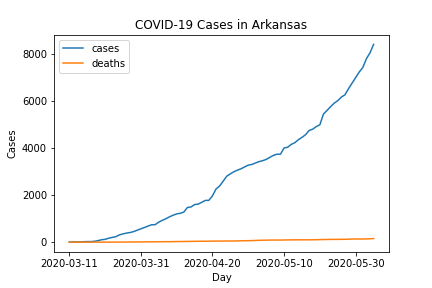 COVID-19 Cases in Arkansas
cases
deaths
8000
6000
4000
2000
0
Cases
2020-03-11 2020-03-31 2020-04-20 2020-05-10 2020-05-30
Day